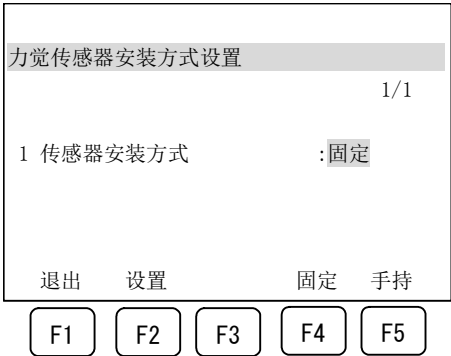 力觉传感器安装方式设置
1/1
1 传感器安装方式 :固定
退出 设置 固定 手持
F1 F2 F3 F4 F5